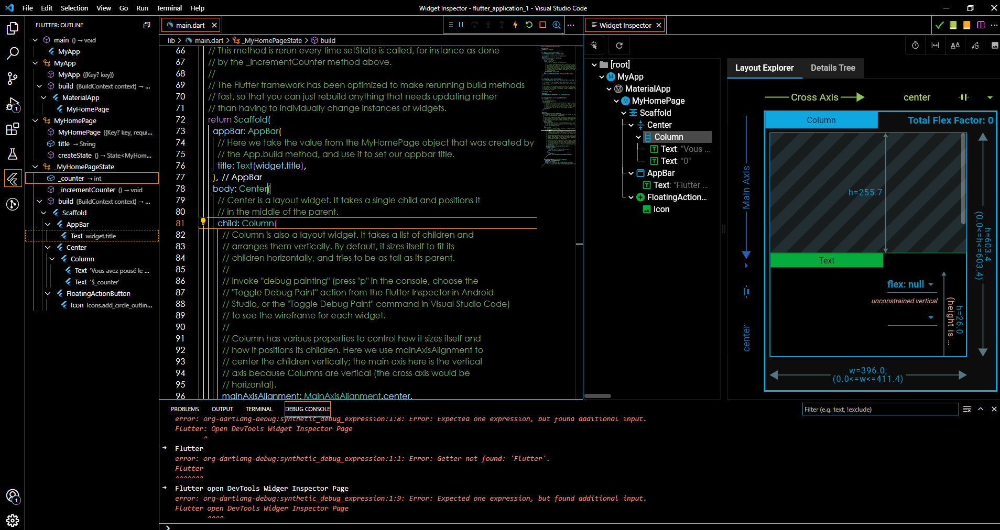 File Edit Selection View Go Run Terminal Help
Widget Inspector - flutter_application_1 - Visual Studio Code
FLUTTER: OUTLINE
main () → void
MyApp
MyApp
MyApp ({Key? key})
build (BuildContext context) → ...
MaterialApp
MyHomePage
MyHomePage
MyHomePage ({Key? key, requi...
title → String
createState () → State<MyHom...
_MyHomePageState
_counter → int
_incrementCounter () → void
build (BuildContext context) → ...
Scaffold
AppBar
Text widget.title
Center
Column
Text 'Vous avez pousé le ...
Text '$_counter'
FloatingActionButton
Icon Icons.add_circle_outlin...
1
1
main.dart
lib > main.dart > _MyHomePageState > build
66 // This method is rerun every time setState is called, for instance as done
67 // by the _incrementCounter method above.
68 //
69 // The Flutter framework has been optimized to make rerunning build methods
70 // fast, so that you can just rebuild anything that needs updating rather
71 // than having to individually change instances of widgets.
72 return Scaffold(
73 appBar: AppBar(
74 // Here we take the value from the MyHomePage object that was created by
75 // the App.build method, and use it to set our appbar title.
76 title: Text(widget.title),
77 ), // AppBar
78 body: Center(
79 // Center is a layout widget. It takes a single child and positions it
80 // in the middle of the parent.
81 child: Column(
82 // Column is also a layout widget. It takes a list of children and
83 // arranges them vertically. By default, it sizes itself to fit its
84 // children horizontally, and tries to be as tall as its parent.
85 //
86 // Invoke "debug painting" (press "p" in the console, choose the
87 // "Toggle Debug Paint" action from the Flutter Inspector in Android
88 // Studio, or the "Toggle Debug Paint" command in Visual Studio Code)
89 // to see the wireframe for each widget.
90 //
91 // Column has various properties to control how it sizes itself and
92 // how it positions its children. Here we use mainAxisAlignment to
93 // center the children vertically; the main axis here is the vertical
94 // axis because Columns are vertical (the cross axis would be
95 // horizontal).
96 mainAxisAlignment: MainAxisAlignment.center,
Widget Inspector
[root]
MyApp
MaterialApp
MyHomePage
Scaffold
Center
Column
Text: "Vous ...
Text: "0"
AppBar
Text: "Flutter ...
FloatingAction...
Icon
Layout Explorer
Details Tree
Cross Axis
center
Main Axis
center
Column
Total Flex Factor: 0
h=255.7
Text
flex: null
unconstrained vertical
h=26.0
(height is ...
h=603.4
(0.0<=h<=603.4)
w=396.0;
(0.0<=w<=411.4)
PROBLEMS OUTPUT TERMINAL DEBUG CONSOLE
Filter (e.g. text, !exclude)
error: org-dartlang-debug:synthetic_debug_expression:1:8: Error: Expected one expression, but found additional input.
Flutter: Open DevTools Widget Inspector Page
^
Flutter
error: org-dartlang-debug:synthetic_debug_expression:1:1: Error: Getter not found: 'Flutter'.
Flutter
^^^^^^^
Flutter open DevTools Widger Inspector Page
error: org-dartlang-debug:synthetic_debug_expression:1:9: Error: Expected one expression, but found additional input.
Flutter open DevTools Widger Inspector Page
^^^^